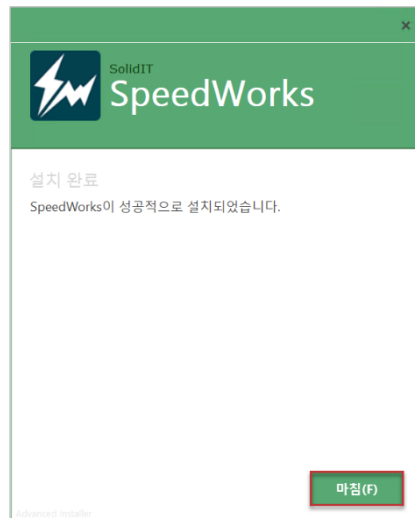 ×
SolidIT
SpeedWorks
설치 완료
SpeedWorks이 성공적으로 설치되었습니다.
마침(F)
Advanced Installer